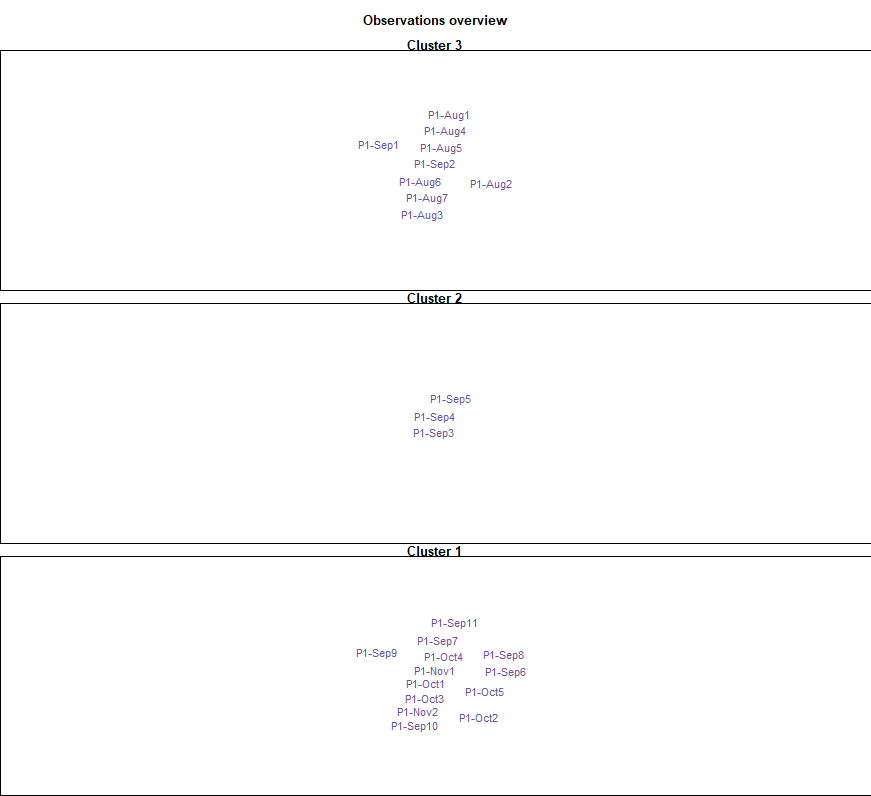 Observations overview
Cluster 3
P1-Aug1
P1-Aug4
P1-Sep1
P1-Aug5
P1-Sep2
P1-Aug6
P1-Aug2
P1-Aug7
P1-Aug3
Cluster 2
P1-Sep5
P1-Sep4
P1-Sep3
Cluster 1
P1-Sep11
P1-Sep7
P1-Sep9
P1-Oct4
P1-Sep8
P1-Nov1
P1-Sep6
P1-Oct1
P1-Oct5
P1-Oct3
P1-Nov2
P1-Oct2
P1-Sep10